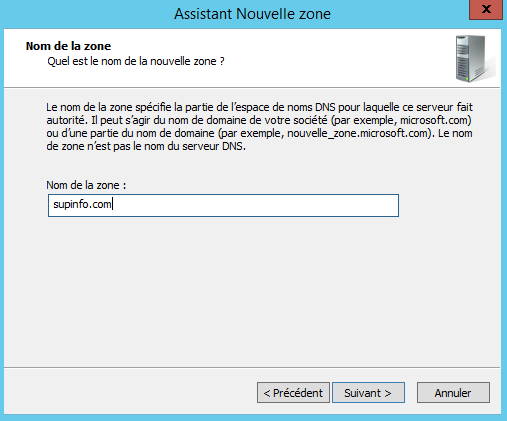 Assistant Nouvelle zone
x
Nom de la zone
Quel est le nom de la nouvelle zone ?
Le nom de la zone spécifie la partie de l'espace de noms DNS pour laquelle ce serveur fait
autorité. Il peut s'agir du nom de domaine de votre société (par exemple, microsoft.com)
ou d'une partie du nom de domaine (par exemple, nouvelle_zone.microsoft.com). Le nom
de zone n'est pas le nom du serveur DNS.
Nom de la zone :
supinfo.com
< Précédent
Suivant >
Annuler